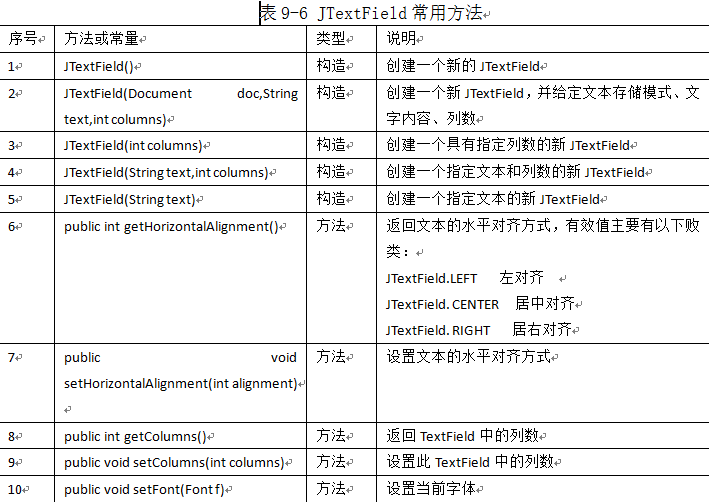 表 9-6 JTextField 常用方法
序号 方法或常量 类型 说明
1 JTextField() 构造 创建一个新的 JTextField
2 JTextField(Document doc,String 构造 创建一个新 JTextField，并给定文本存储模式、文
text,int columns) 字内容、列数
3 JTextField(int columns) 构造 创建一个具有指定列数的新 JTextField
4 JTextField(String text,int columns) 构造 创建一个指定文本和列数的新 JTextField
5 JTextField(String text) 构造 创建一个指定文本的新 JTextField
6 public int getHorizontalAlignment() 方法 返回文本的水平对齐方式，有效值主要有以下败
类：
JTextField.LEFT 左对齐
JTextField. CENTER 居中对齐
JTextField. RIGHT 居右对齐
7 public void 方法 设置文本的水平对齐方式
setHorizontalAlignment(int alignment)
8 public int getColumns() 方法 返回 TextField 中的列数
9 public void setColumns(int columns) 方法 设置此 TextField 中的列数
10 public void setFont(Font f) 方法 设置当前字体